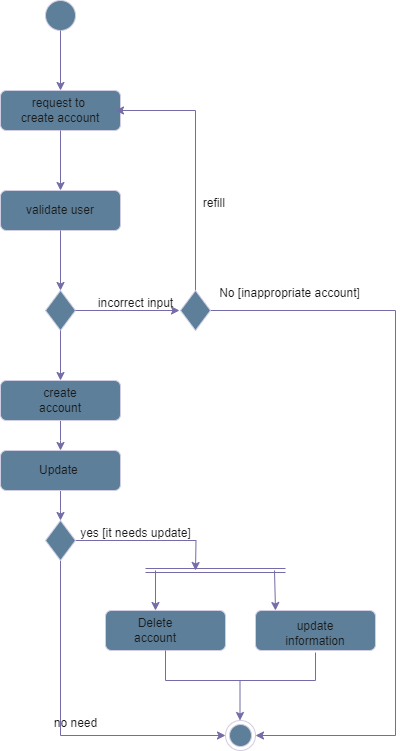 request to
create account
validate user
refill
incorrect input
No [inappropriate account]
create
account
Update
yes [it needs update]
Delete
account
update
information
no need